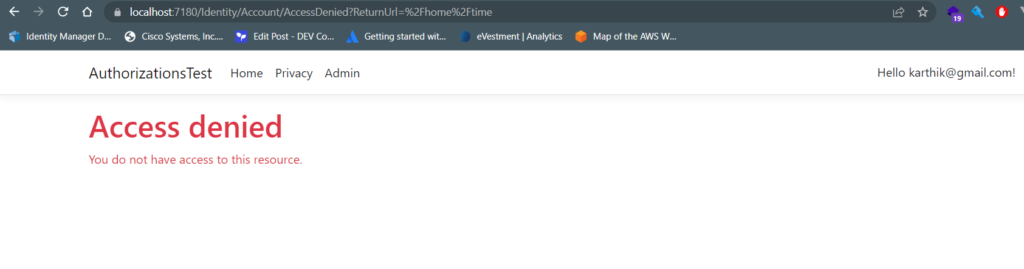 localhost:7180/Identity/Account/AccessDenied?ReturnUrl=%2Fhome%2Ftime
19
Identity Manager D... Cisco Systems, Inc.... Edit Post - DEV Co... Getting started wit... eVestment | Analytics Map of the AWS W...
AuthorizationsTest Home Privacy Admin Hello karthik@gmail.com!
Access denied
You do not have access to this resource.